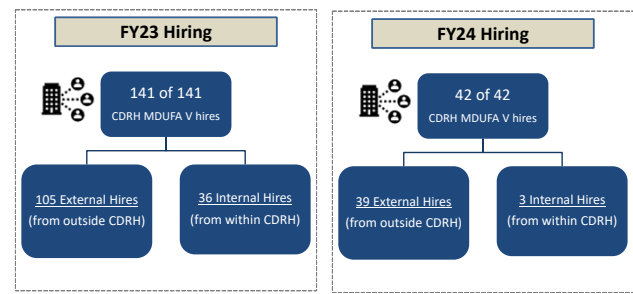 FY23 Hiring
141 of 141
CDRH MDUFA V hires
105 External Hires
(from outside CDRH)
36 Internal Hires
(from within CDRH)
FY24 Hiring
42 of 42
CDRH MDUFA V hires
39 External Hires
(from outside CDRH)
3 Internal Hires
(from within CDRH)